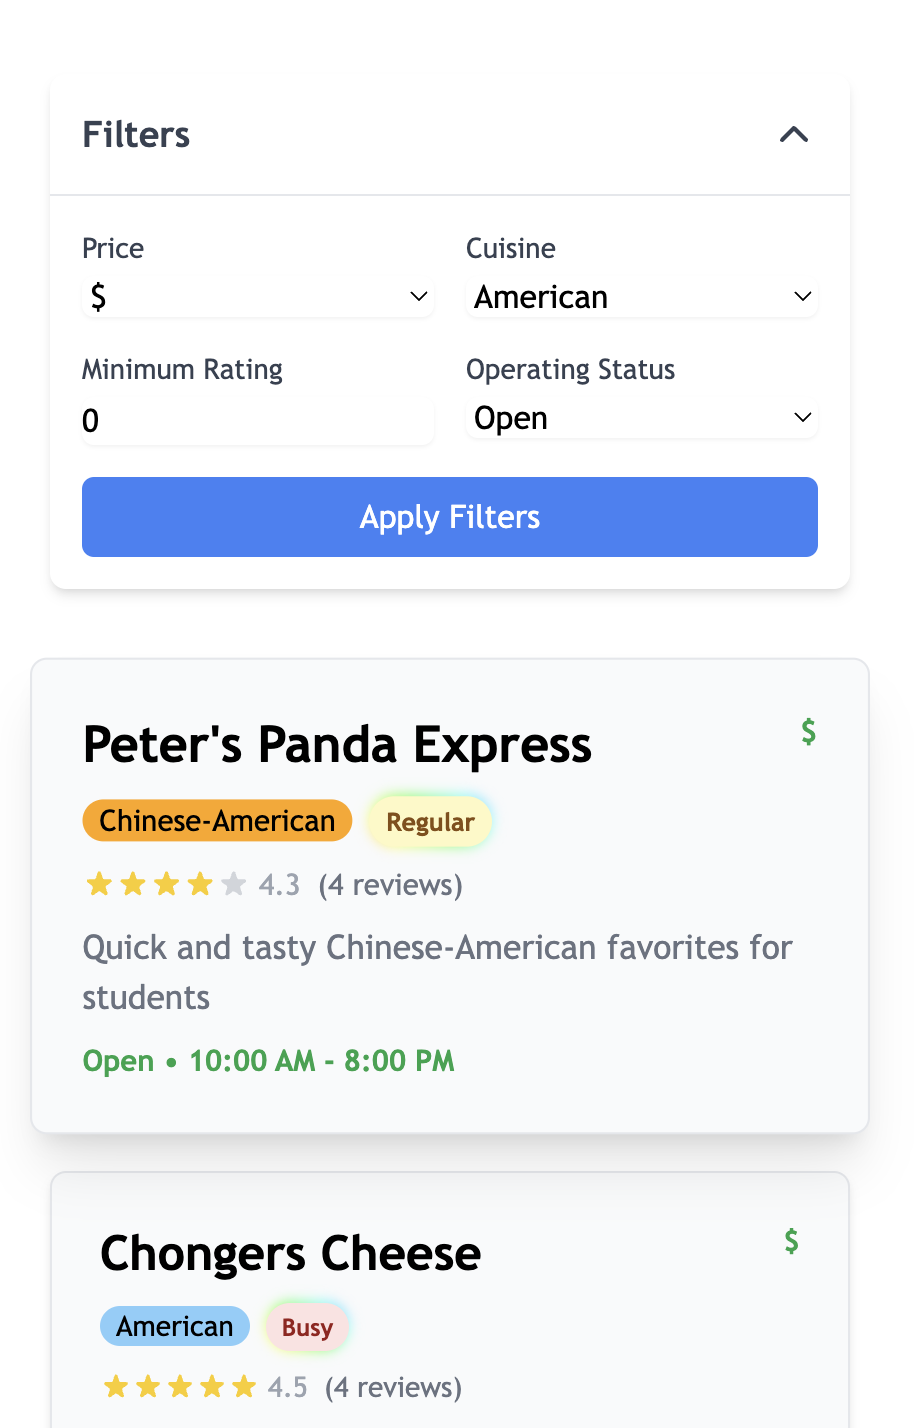 Filters
Price
Cuisine
$
American
Minimum Rating
Operating Status
0
Open
Apply Filters
Peter's Panda Express
$
Chinese-American
Regular
4.3 (4 reviews)
Quick and tasty Chinese-American favorites for
students
Open • 10:00 AM - 8:00 PM
Chongers Cheese
$
American
Busy
4.5 (4 reviews)